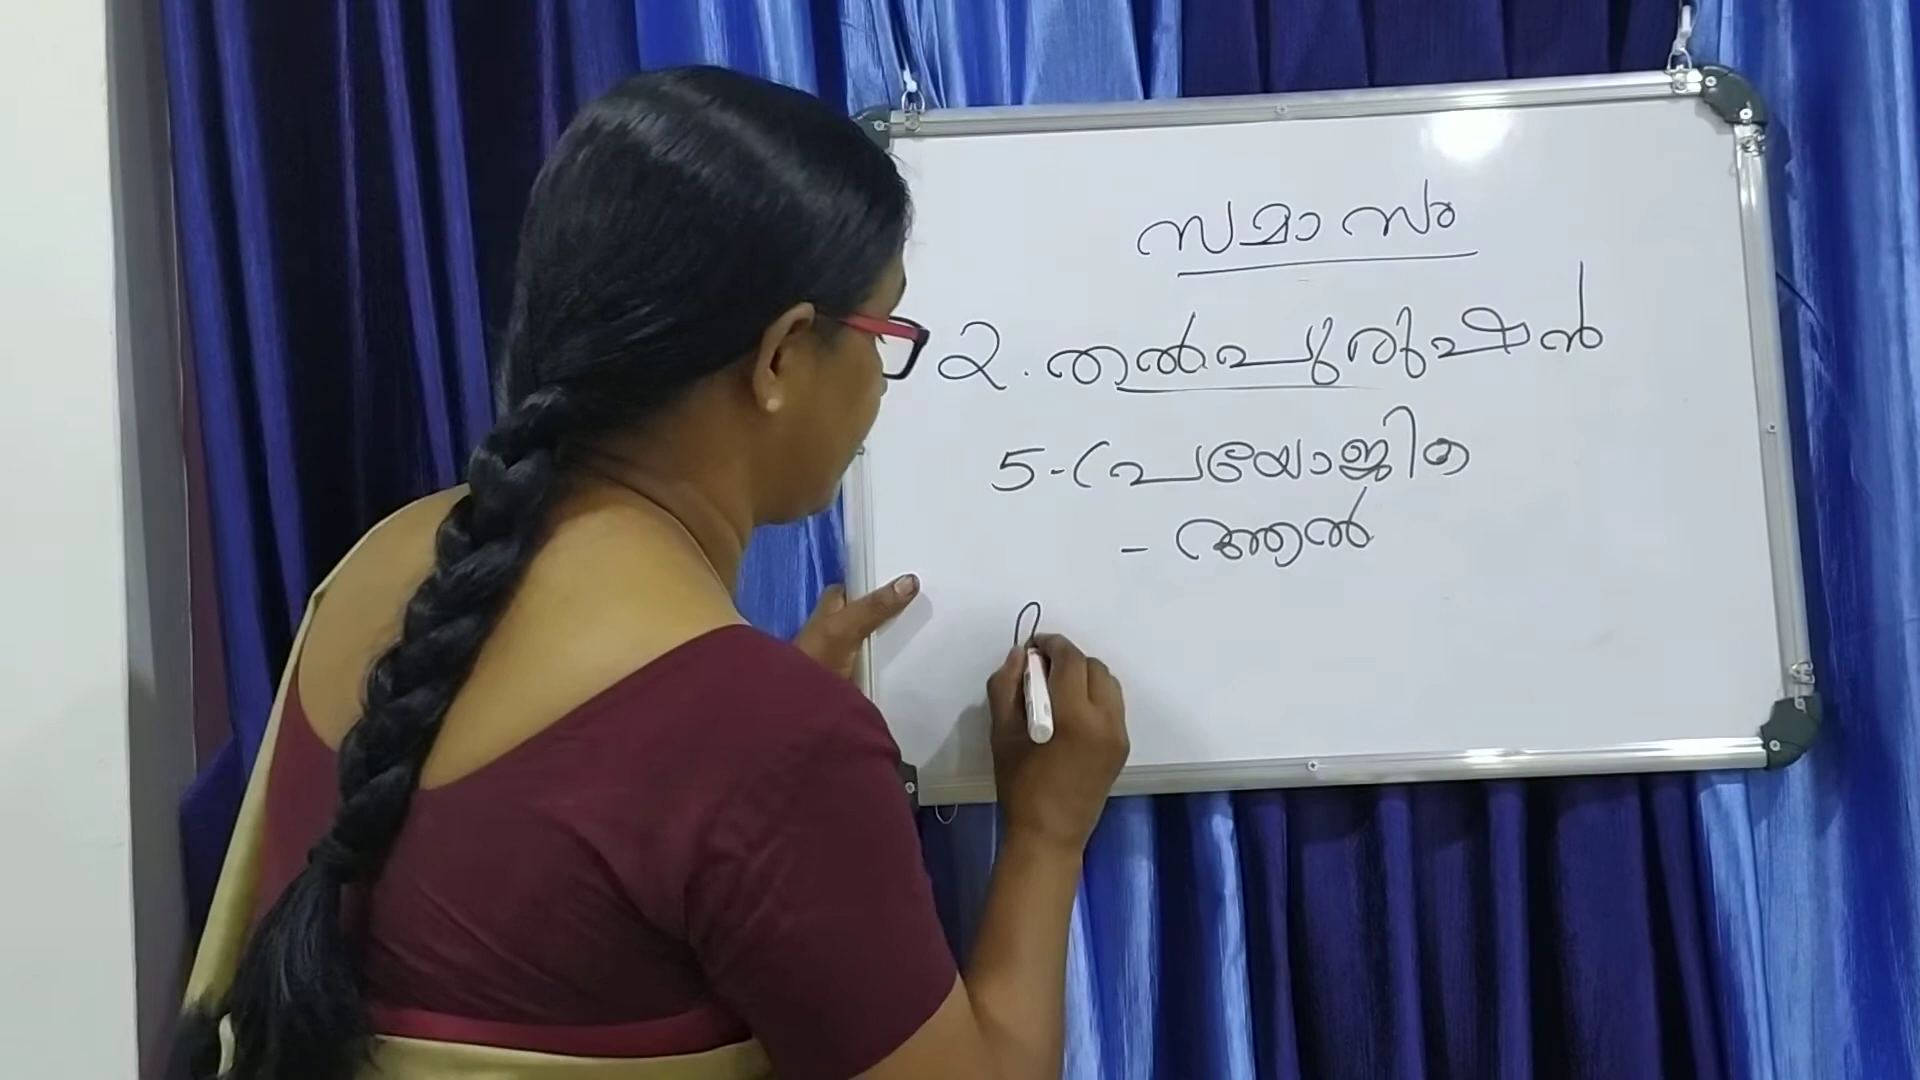 സമാസം
2. തൽപുരുഷൻ
5-പ്രയോജിത
- ആൽ